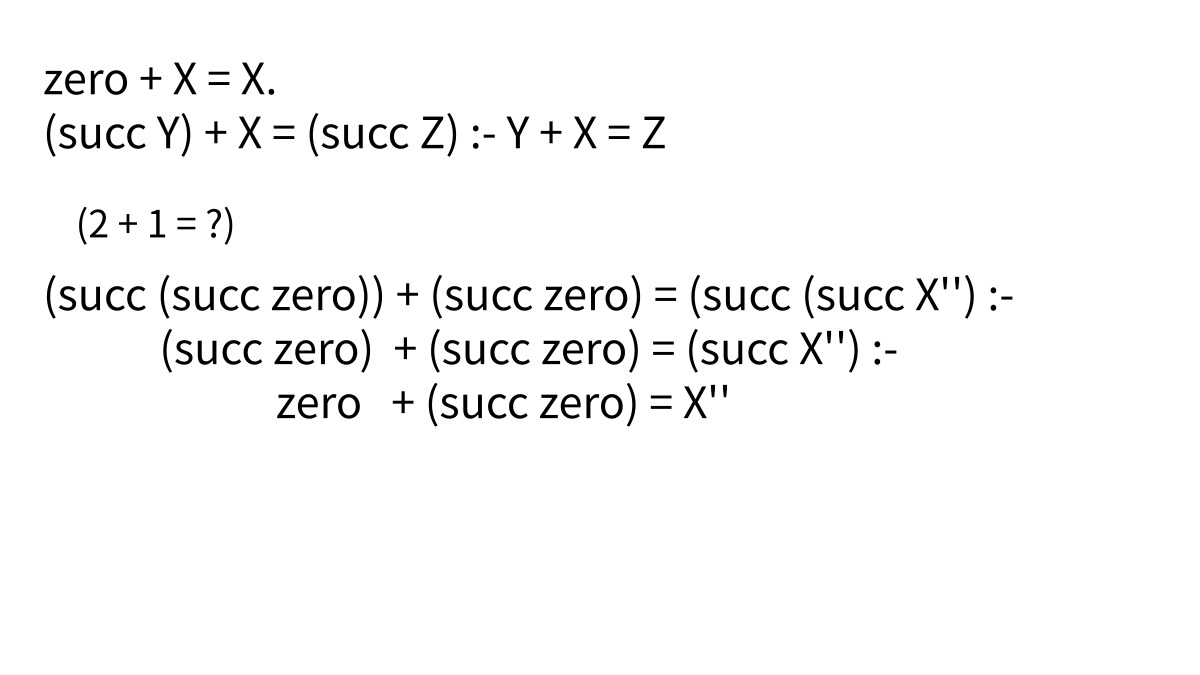 zero + X = X.
(succ Y) + X = (succ Z) :- Y + X = Z
(2 + 1 = ?)
(succ (succ zero)) + (succ zero) = (succ (succ X'') :-
(succ zero) + (succ zero) = (succ X'') :-
zero + (succ zero) = X''